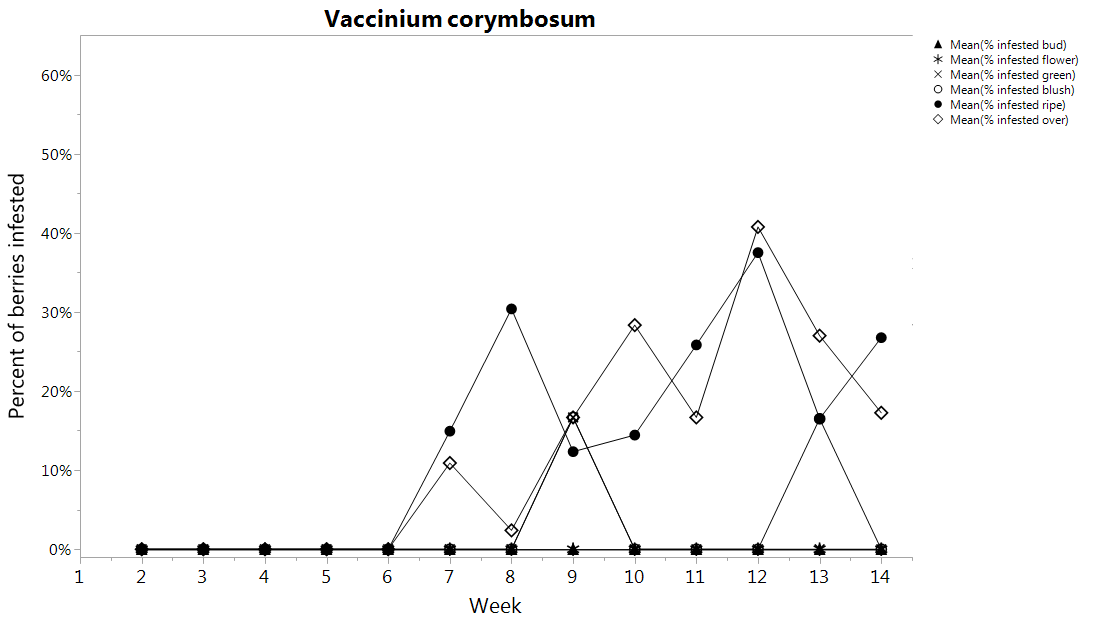 Vaccinium corymbosum
Mean(% infested bud)
Mean(% infested flower)
Mean(% infested green)
Mean(% infested blush)
Mean(% infested ripe)
Mean(% infested over)
Percent of berries infested
60%
50%
40%
30%
20%
10%
0%
1 2 3 4 5 6 7 8 9 10 11 12 13 14
Week